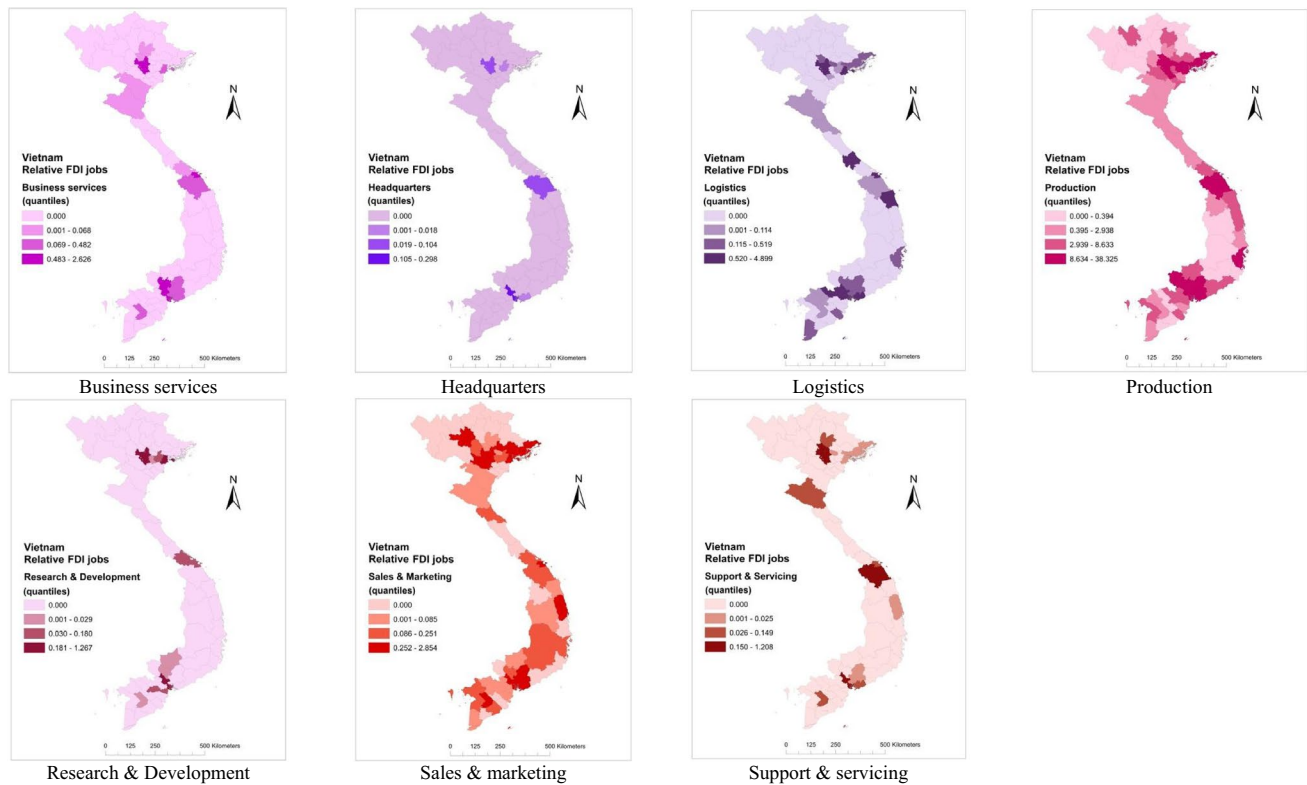 N
Vietnam
Relative FDI jobs
Business services
(quantiles)
0.000
0.001 - 0.068
0.069 - 0.482
0.483 - 2.626
0 125 250 500 Kilometers
Business services
N
Vietnam
Relative FDI jobs
Headquarters
(quantiles)
0.000
0.001 - 0.018
0.019 - 0.104
0.105 - 0.298
0 125 250 500 Kilometers
Headquarters
N
Vietnam
Relative FDI jobs
Logistics
(quantiles)
0.000
0.001 - 0.114
0.115 - 0.519
0.520 - 4.899
0 125 250 500 Kilometers
Logistics
N
Vietnam
Relative FDI jobs
Production
(quantiles)
0.000 - 0.394
0.395 - 2.938
2.939 - 8.633
8.634 - 38.325
0 125 250 500 Kilometers
Production
N
Vietnam
Relative FDI jobs
Research & Development
(quantiles)
0.000
0.001 - 0.029
0.030 - 0.180
0.181 - 1.267
0 125 250 500 Kilometers
Research & Development
N
Vietnam
Relative FDI jobs
Sales & Marketing
(quantiles)
0.000
0.001 - 0.085
0.086 - 0.251
0.252 - 2.854
0 125 250 500 Kilometers
Sales & marketing
N
Vietnam
Relative FDI jobs
Support & Servicing
(quantiles)
0.000
0.001 - 0.025
0.026 - 0.149
0.150 - 1.208
0 125 250 500 Kilometers
Support & servicing